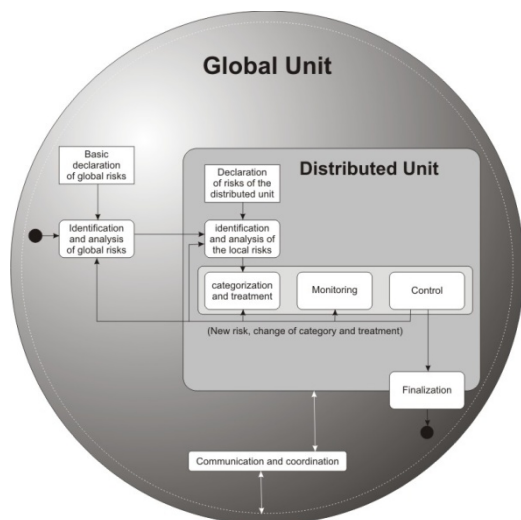 Global Unit
Basic
declaration
of global risks
Distributed Unit
Declaration
of risks of the
distributed unit
Identification
and analysis
of global risks
identification
and analysis of
the local risks
categorization
and treatment
Monitoring
Control
(New risk, change of category and treatment)
Finalization
Communication and coordination